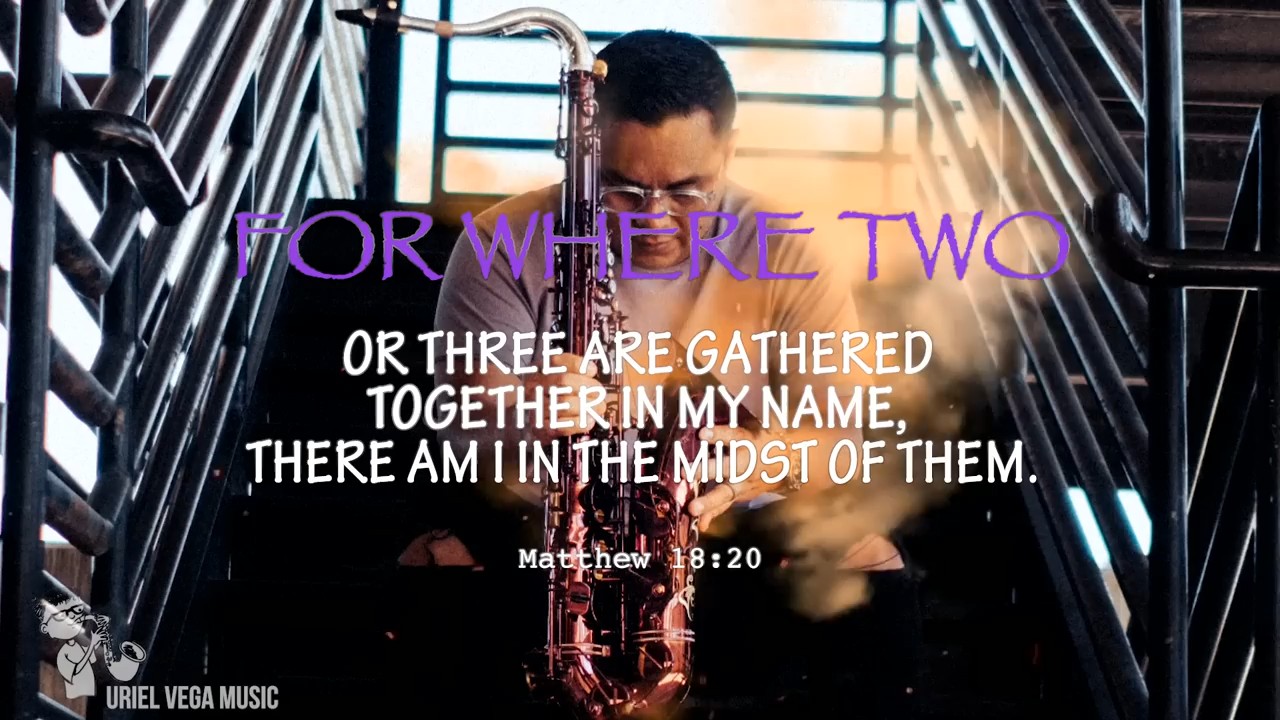 FOR WHERE TWO
OR THREE ARE GATHERED
TOGETHER IN MY NAME,
THERE AM I IN THE MIDST OF THEM.
Matthew 18:20
URIEL VEGA MUSIC